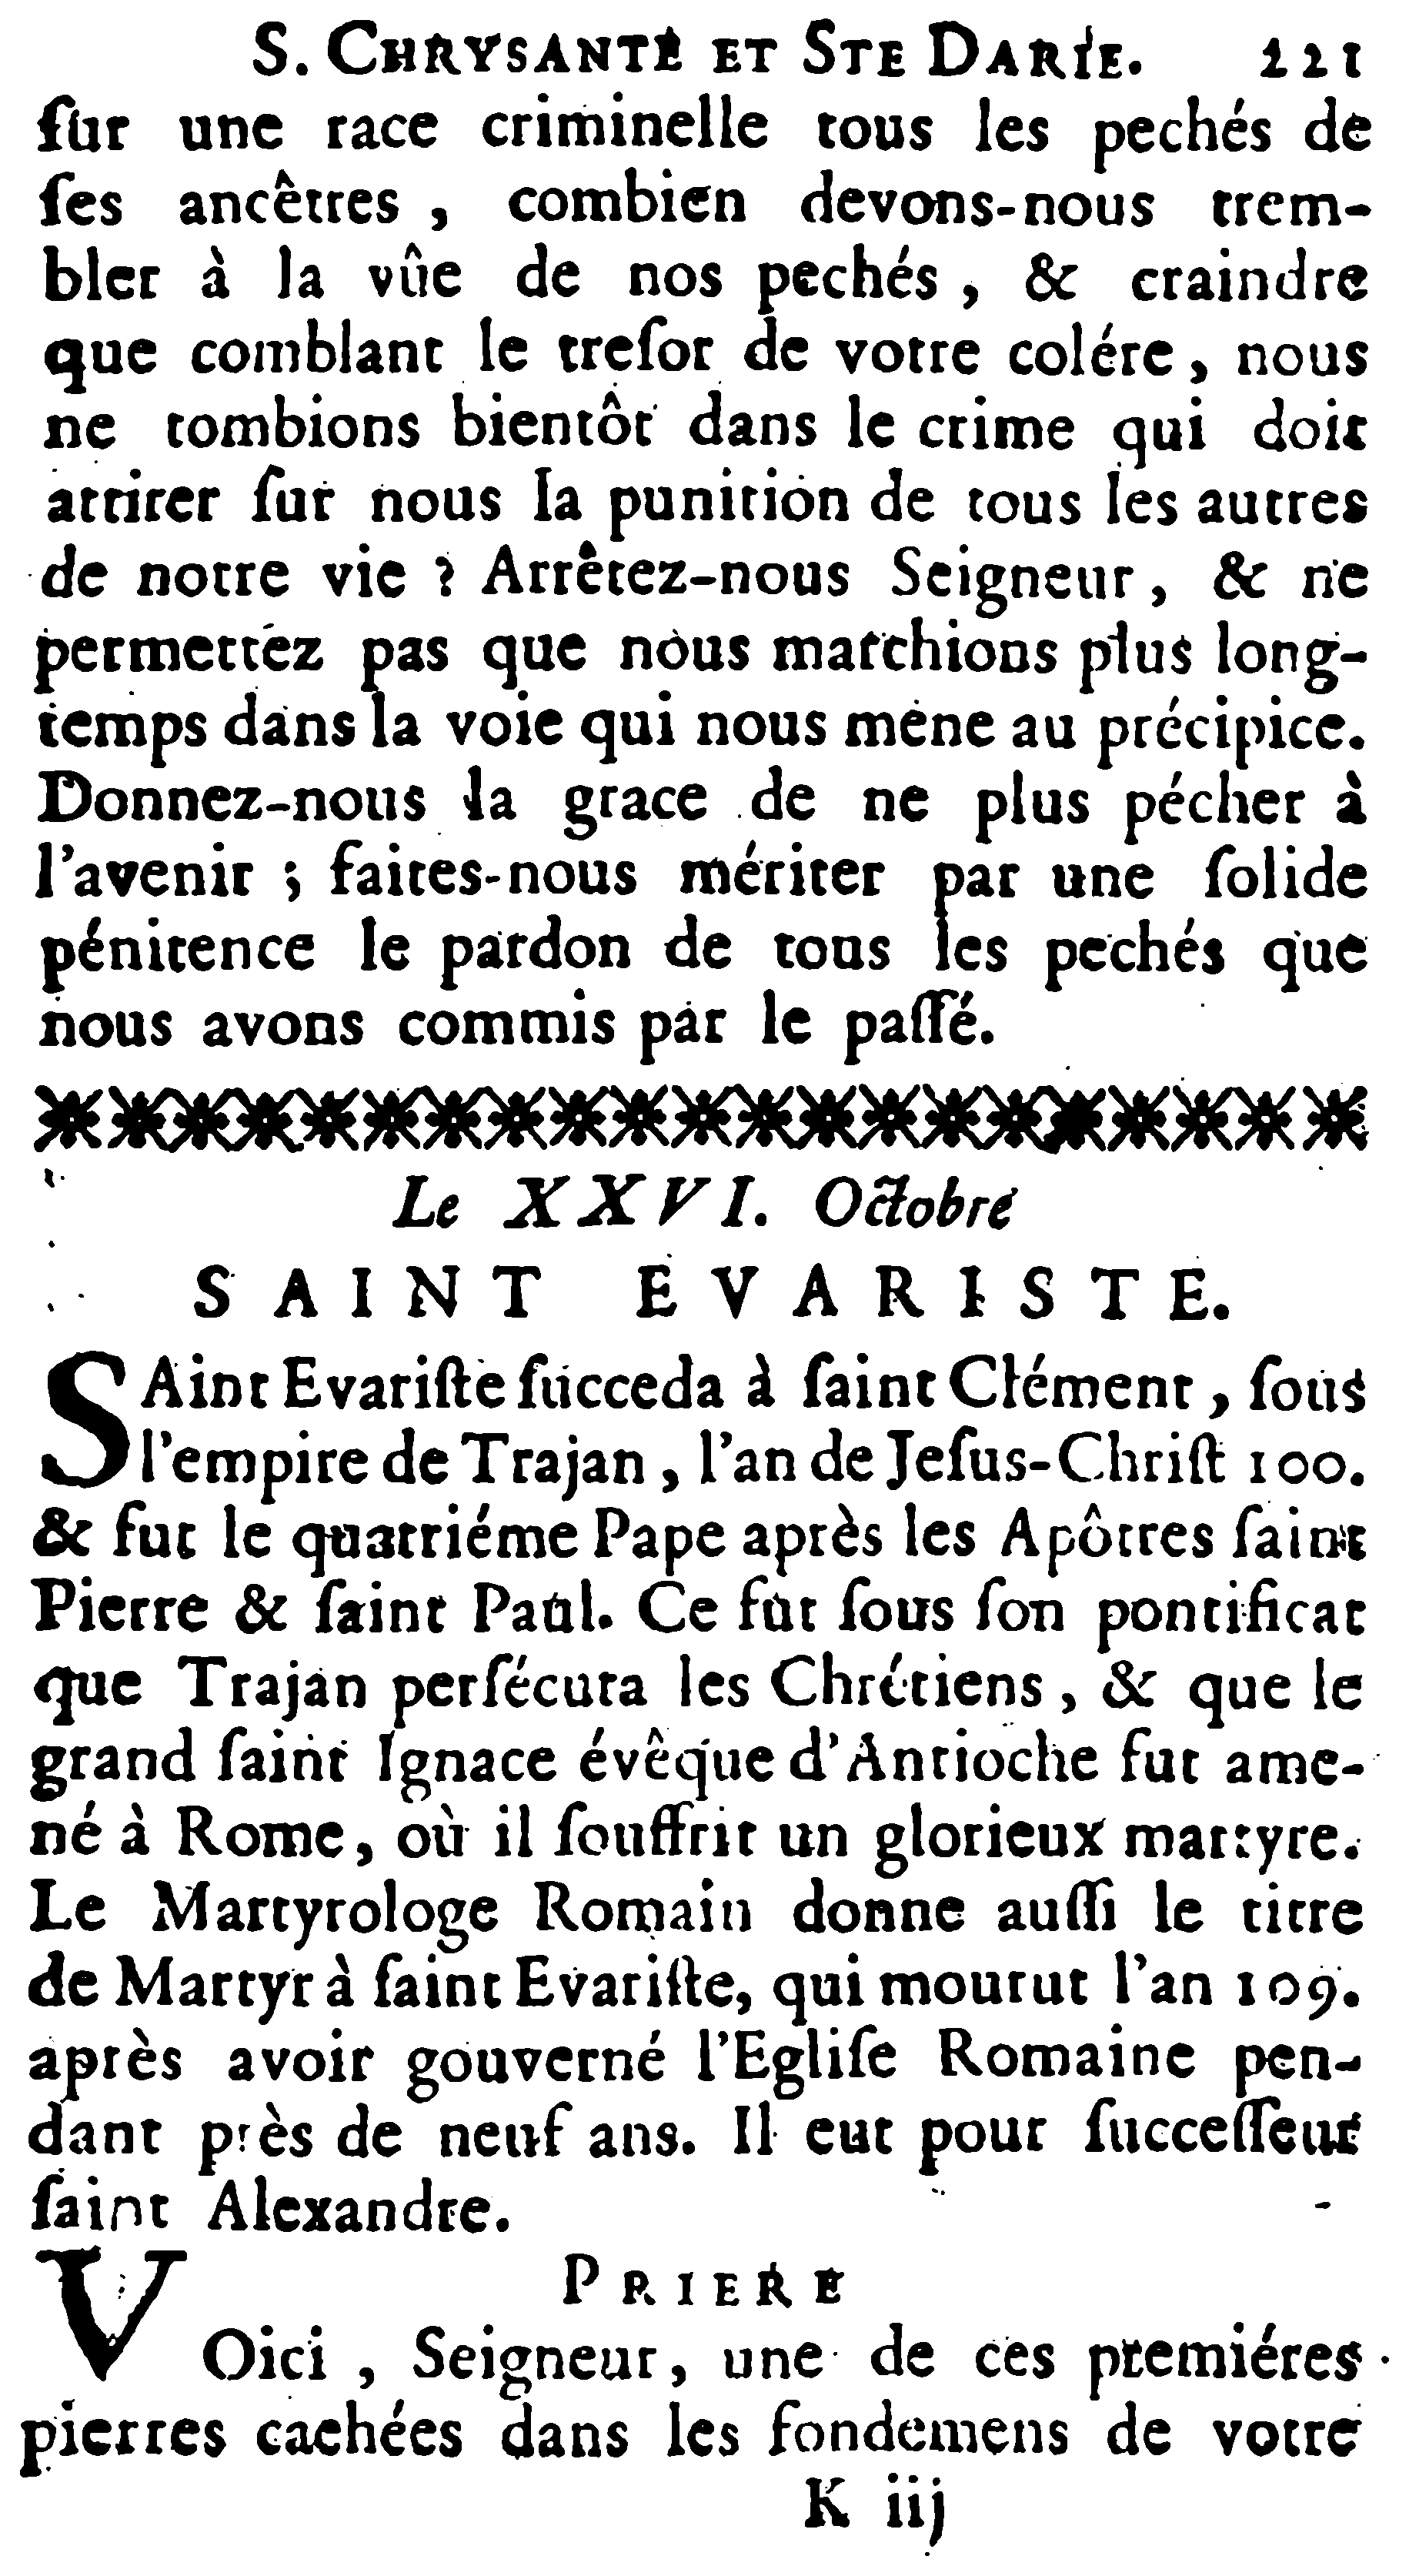 S. CHRYSANTE ET STE DARIE. 221
ſur une race criminelle tous les pechés de
ſes ancêtres , combien devons-nous trem-
bler à la vûe de nos pechés , & craindre
que comblant le treſor de votre colére, nous
ne tombions bientôt dans le crime qui doit
attirer ſur nous la punition de tous les autres
de notre vie ? Arrêtez-nous Seigneur, & ne
permettez pas que nous marchions plus long-
temps dans la voie qui nous mene au précipice.
Donnez-nous la grace de ne plus pécher à
l'avenir ; faites-nous mériter par une ſolide
pénitence le pardon de tous les pechés que
nous avons commis par le paſſé.
Le XXVI. Octobre
SAINT EVARISTE.
SAint Evariſte ſucceda à ſaint Clément, ſous
l'empire de Trajan, l'an de Jeſus-Chriſt 100.
& fut le quatriéme Pape après les Apôtres ſaint
Pierre & ſaint Paul. Ce fut ſous ſon pontificat
que Trajan perſécuta les Chrétiens, & que le
grand ſaint Ignace évêque d'Antioche fut ame-
né à Rome, où il ſouffrit un glorieux martyre.
Le Martyrologe Romain donne auſſi le titre
de Martyr à ſaint Evariſte, qui mourut l'an 109.
après avoir gouverné l'Egliſe Romaine pen-
dant près de neuf ans. Il eut pour ſucceſſeur
ſaint Alexandre.
PRIERE
VOici , Seigneur, une de ces premiéres
pierres cachées dans les fondemens de votre
K iij